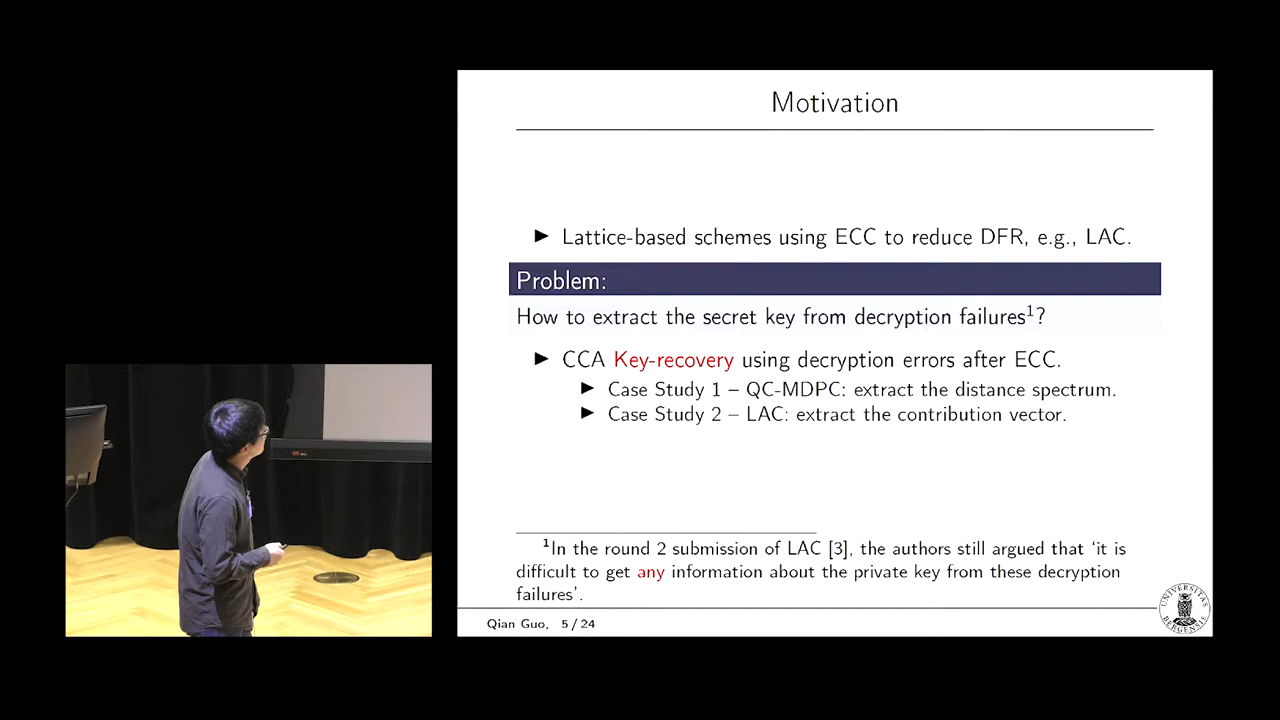 Motivation
▶ Lattice-based schemes using ECC to reduce DFR, e.g., LAC.
Problem:
How to extract the secret key from decryption failures¹?
▶ CCA Key-recovery using decryption errors after ECC.
▶ Case Study 1 – QC-MDPC: extract the distance spectrum.
▶ Case Study 2 – LAC: extract the contribution vector.
¹In the round 2 submission of LAC [3], the authors still argued that ‘it is
difficult to get any information about the private key from these decryption
failures’.
Qian Guo, 5 / 24
UNIVERSITAS
BERGENSIS